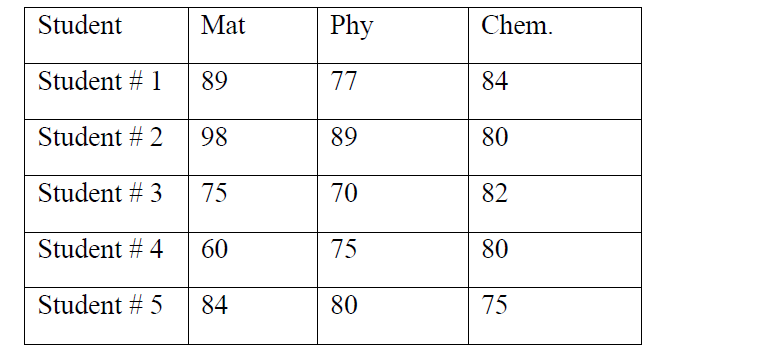 Student Mat Phy Chem.
Student # 1 89 77 84
Student # 2 98 89 80
Student # 3 75 70 82
Student # 4 60 75 80
Student # 5 84 80 75